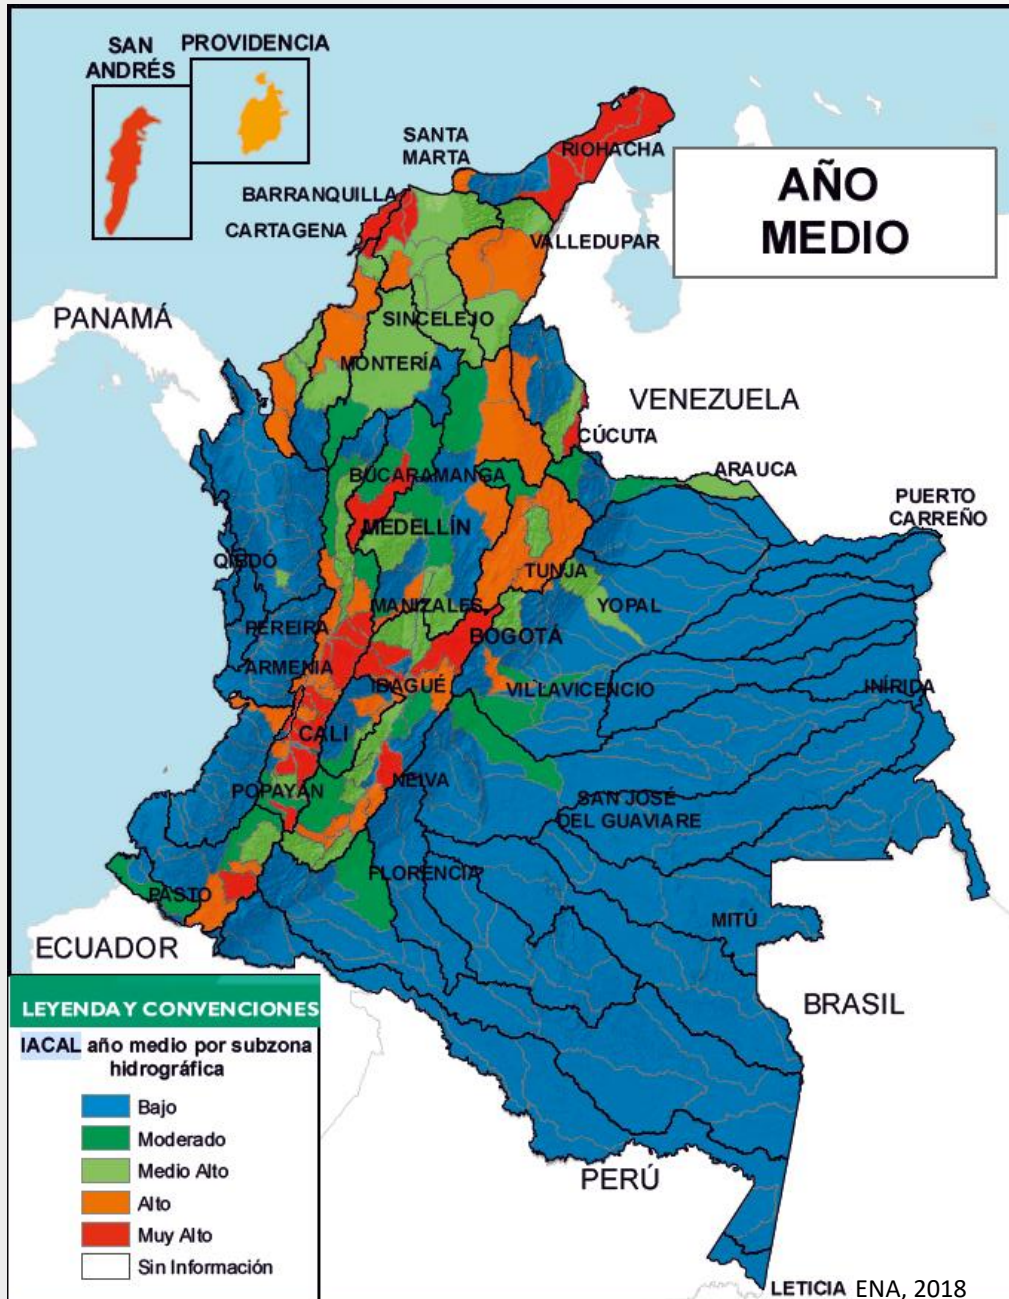 SAN
ANDRÉS
PROVIDENCIA
SANTA
MARTA
RIOHACHA
AÑO
MEDIO
BARRANQUILLA
CARTAGENA
VALLEDUPAR
PANAMÁ
SINCELEJO
MONTERÍA
VENEZUELA
CÚCUTA
BUCARAMANGA
ARAUCA
PUERTO
CARREÑO
MEDELLÍN
QIBDÓ
TUNJA
MANIZALES
YOPAL
PEREIRA
BOGOTÁ
ARMENIA
IBAGUÉ
VILLAVICENCIO
INÍRIDA
CALI
NEIVA
POPAYÁN
SAN JOSÉ
DEL GUAVIARE
FLORENCIA
PASTO
MITÚ
ECUADOR
BRASIL
LEYENDA Y CONVENCIONES
IACAL año medio por subzona
hidrográfica
Bajo
Moderado
Medio Alto
Alto
Muy Alto
Sin Información
PERÚ
LETICIA ENA, 2018